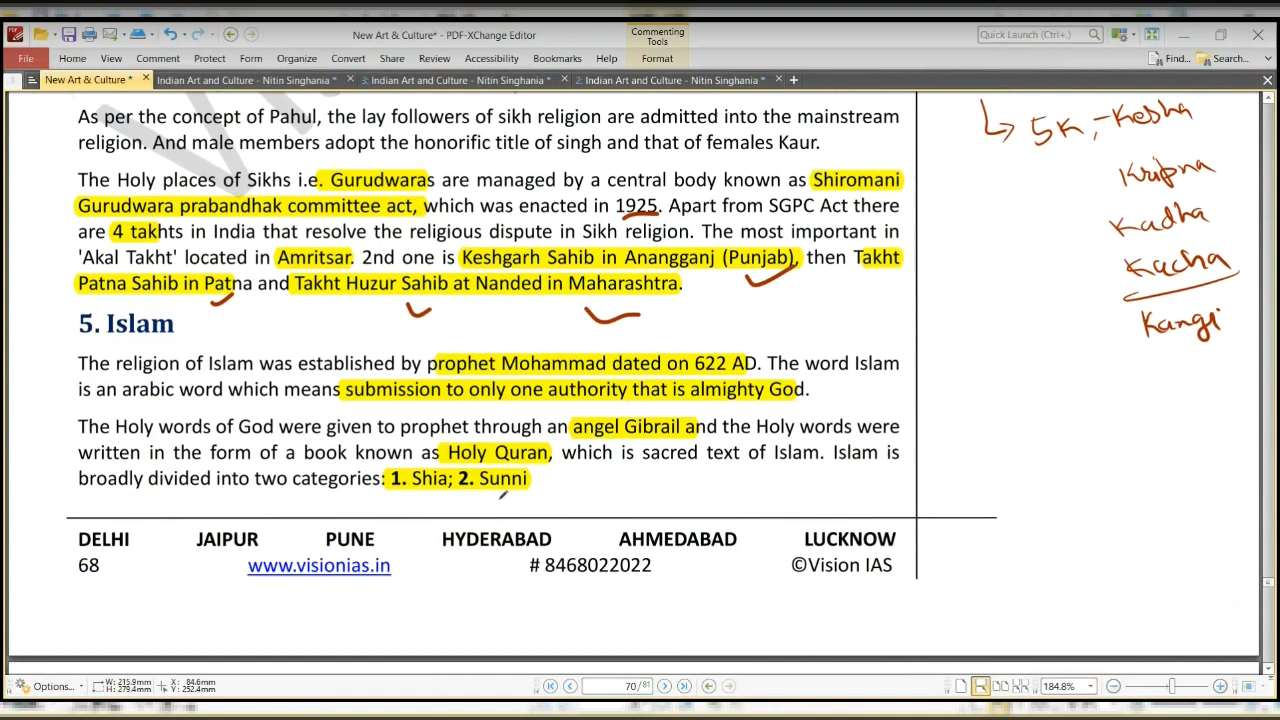 New Art & Culture* - PDF-XChange Editor
Commenting
Tools
Quick Launch (Ctrl+.)
File Home View Comment Protect Form Organize Convert Share Review Accessibility Bookmarks Help Format Find... Search...
New Art & Culture * × Indian Art and Culture - Nitin Singhania * × 3: Indian Art and Culture - Nitin Singhania * × 2: Indian Art and Culture - Nitin Singhania * ×
As per the concept of Pahul, the lay followers of sikh religion are admitted into the mainstream
religion. And male members adopt the honorific title of singh and that of females Kaur.
The Holy places of Sikhs i.e. Gurudwaras are managed by a central body known as Shiromani
Gurudwara prabandhak committee act, which was enacted in 1925. Apart from SGPC Act there
are 4 takhts in India that resolve the religious dispute in Sikh religion. The most important in
'Akal Takht' located in Amritsar. 2nd one is Keshgarh Sahib in Anangganj (Punjab), then Takht
Patna Sahib in Patna and Takht Huzur Sahib at Nanded in Maharashtra.
5. Islam
The religion of Islam was established by prophet Mohammad dated on 622 AD. The word Islam
is an arabic word which means submission to only one authority that is almighty God.
The Holy words of God were given to prophet through an angel Gibrail and the Holy words were
written in the form of a book known as Holy Quran, which is sacred text of Islam. Islam is
broadly divided into two categories: 1. Shia; 2. Sunni
DELHI JAIPUR PUNE HYDERABAD AHMEDABAD LUCKNOW
68 www.visionias.in # 8468022022 ©Vision IAS
5K,-Kesha
Kripna
Kadha
Kacha
Kangi
Options... W: 215.9mm X: 84.6mm
H: 279.4mm Y: 252.4mm
70 / 81
184.8%